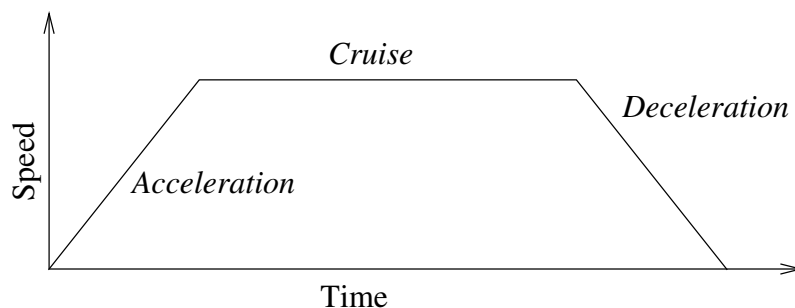 Cruise
Deceleration
Speed
Acceleration
Time